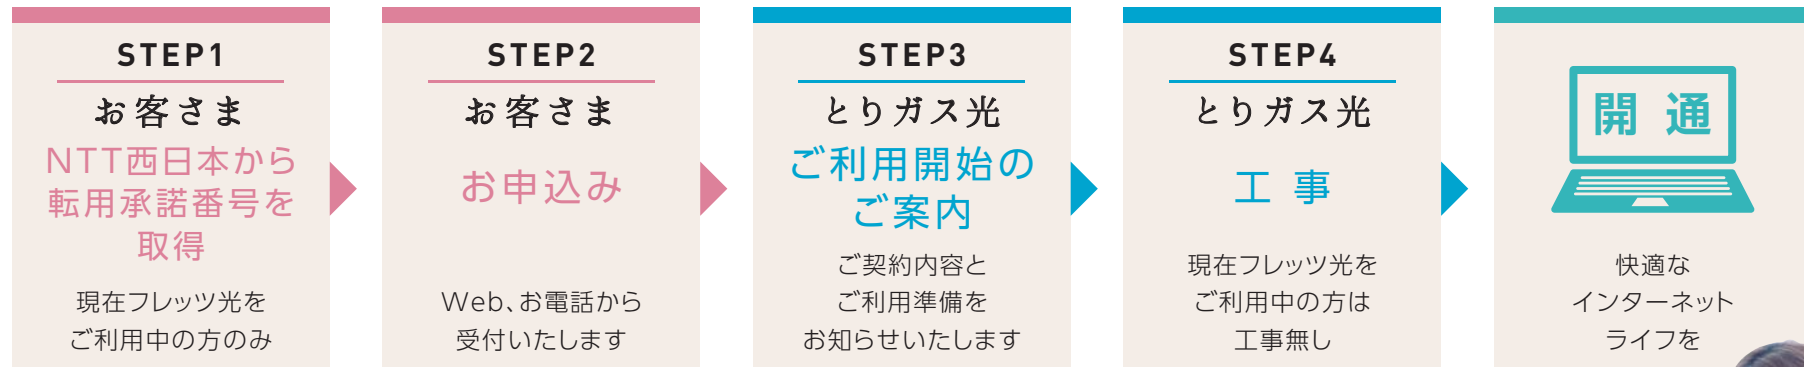 STEP1
お客さま
NTT西日本から
転用承諾番号を
取得
現在フレッツ光を
ご利用中の方のみ
STEP2
お客さま
お申込み
Web、お電話から
受付いたします
STEP3
とりガス光
ご利用開始の
ご案内
ご契約内容と
ご利用準備を
お知らせいたします
STEP4
とりガス光
工 事
現在フレッツ光を
ご利用中の方は
工事無し
開 通
快適な
インターネット
ライフを